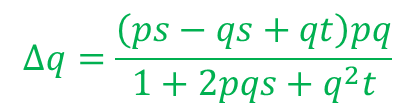 Δq = (ps − qs + qt)pq / 1 + 2pqs + q²t